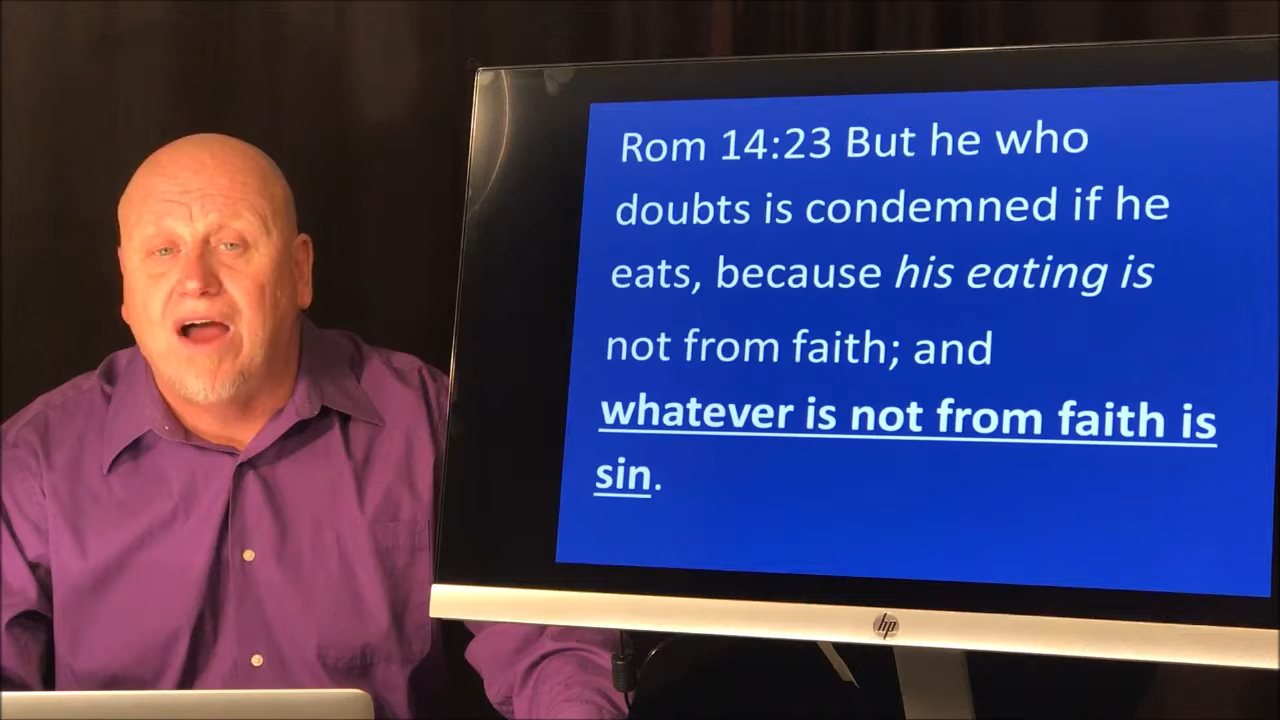 Rom 14:23 But he who
doubts is condemned if he
eats, because his eating is
not from faith; and
whatever is not from faith is
sin.
hp